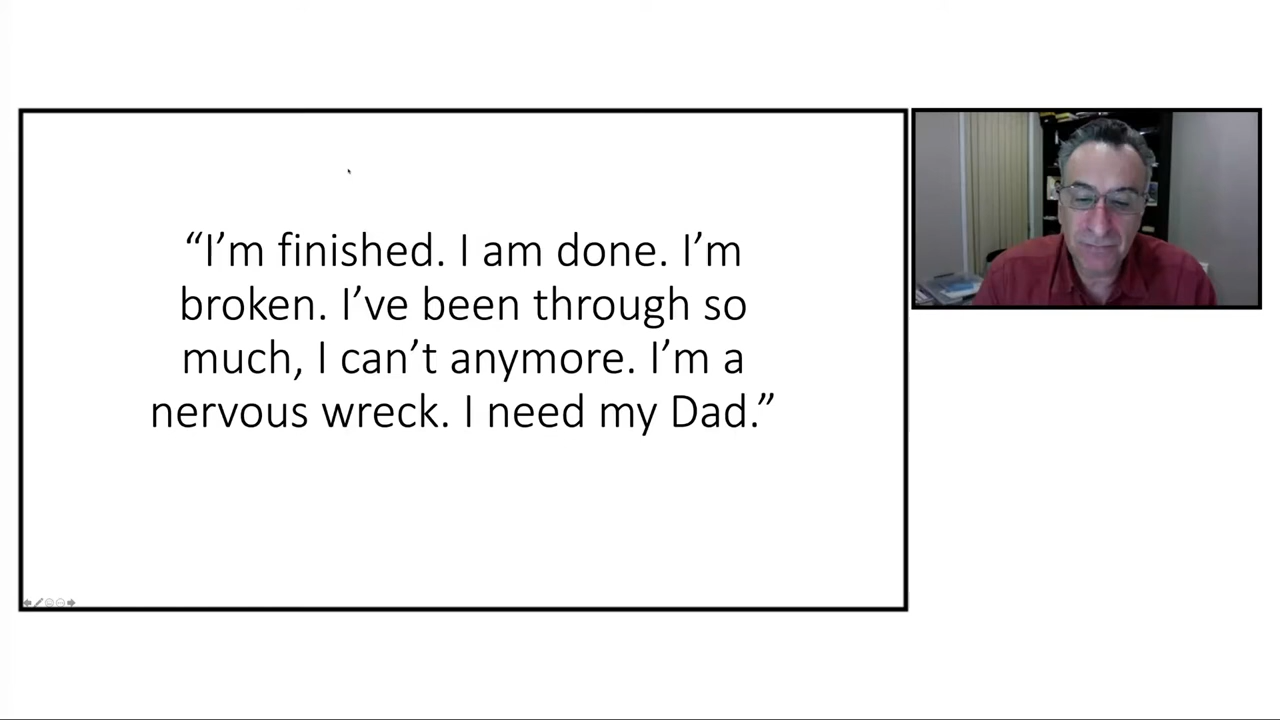 “I’m finished. I am done. I’m
broken. I’ve been through so
much, I can’t anymore. I’m a
nervous wreck. I need my Dad.”